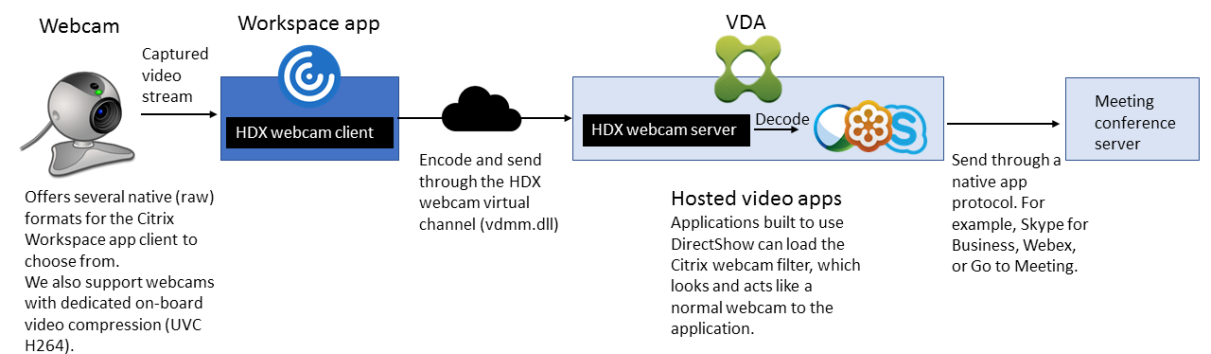 Webcam
Captured
video
stream
Offers several native (raw)
formats for the Citrix
Workspace app client to
choose from.
We also support webcams
with dedicated on-board
video compression (UVC
H264).
Workspace app
HDX webcam client
Encode and send
through the HDX
webcam virtual
channel (vdmm.dll)
VDA
HDX webcam server
Decode
S
Hosted video apps
Applications built to use
DirectShow can load the
Citrix webcam filter, which
looks and acts like a
normal webcam to the
application.
Send through a
native app
protocol. For
example, Skype for
Business, Webex,
or Go to Meeting.
Meeting
conference
server